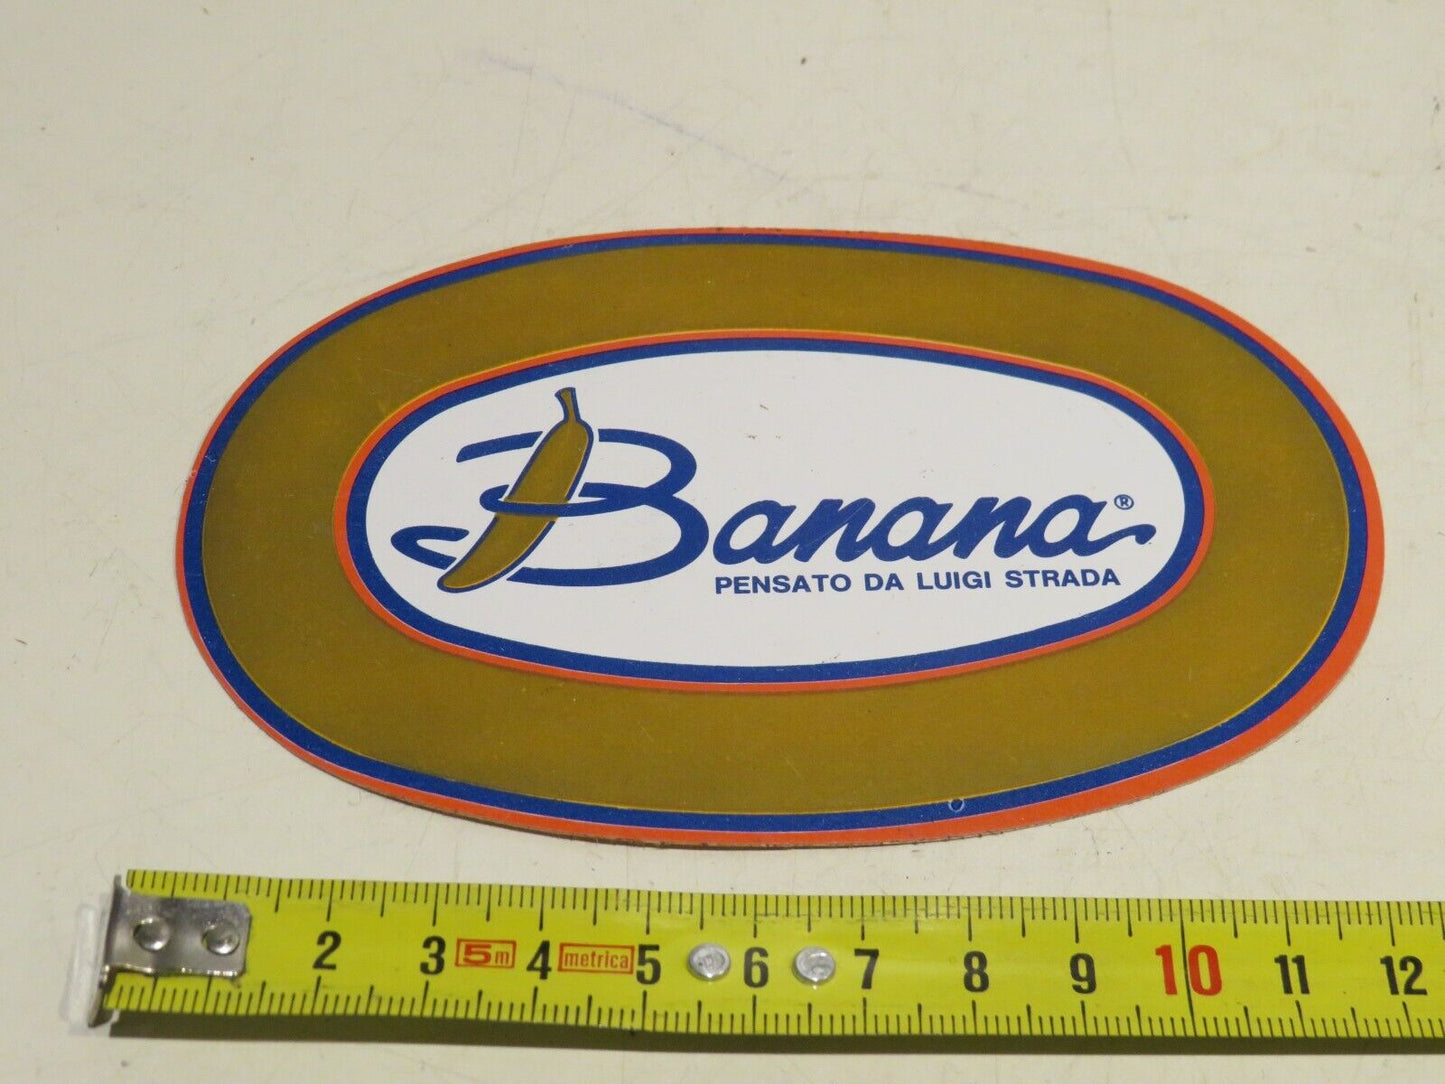 Banana®
PENSATO DA LUIGI STRADA
2 3 5m 4 metrica 5 6 7 8 9 10 11 12